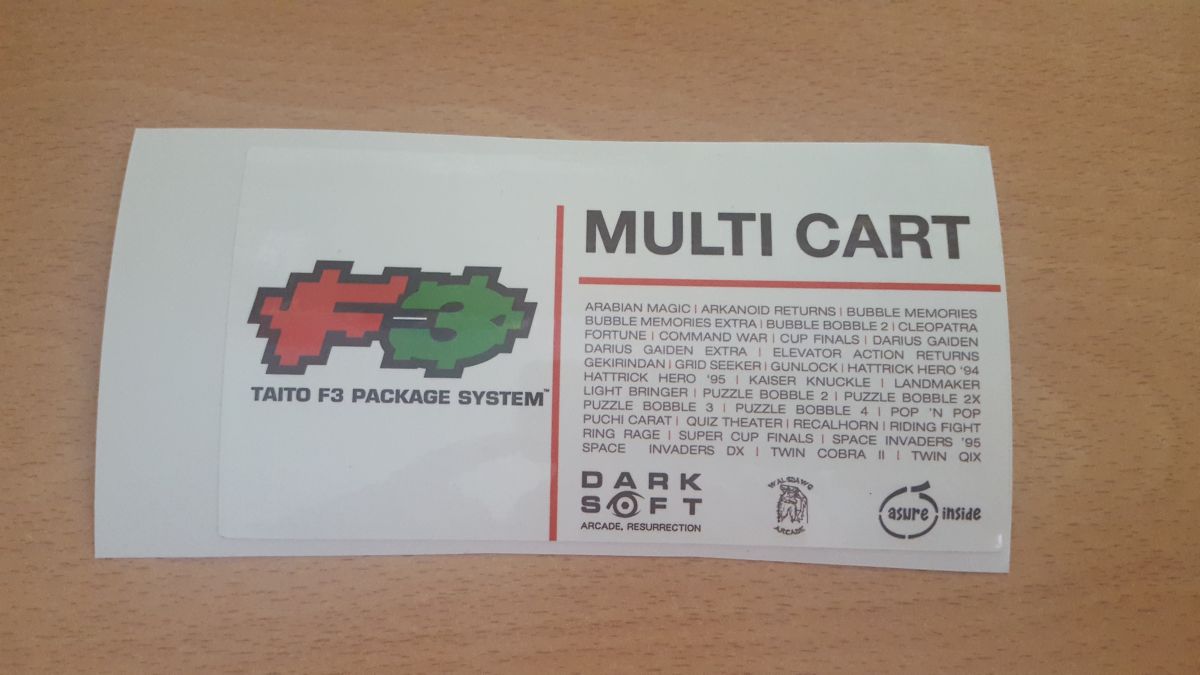 F-3
TAITO F3 PACKAGE SYSTEM™
MULTI CART
ARABIAN MAGIC | ARKANOID RETURNS | BUBBLE MEMORIES
BUBBLE MEMORIES EXTRA | BUBBLE BOBBLE 2 | CLEOPATRA
FORTUNE | COMMAND WAR | CUP FINALS | DARIUS GAIDEN
DARIUS GAIDEN EXTRA | ELEVATOR ACTION RETURNS
GEKIRINDAN | GRID SEEKER | GUNLOCK | HATTRICK HERO '94
HATTRICK HERO '95 | KAISER KNUCKLE | LANDMAKER
LIGHT BRINGER | PUZZLE BOBBLE 2 | PUZZLE BOBBLE 2X
PUZZLE BOBBLE 3 | PUZZLE BOBBLE 4 | POP 'N POP
PUCHI CARAT | QUIZ THEATER | RECALHORN | RIDING FIGHT
RING RAGE | SUPER CUP FINALS | SPACE INVADERS '95
SPACE INVADERS DX | TWIN COBRA II | TWIN QIX
DARK
SOFT
ARCADE, RESURRECTION
ARCADE
asure inside